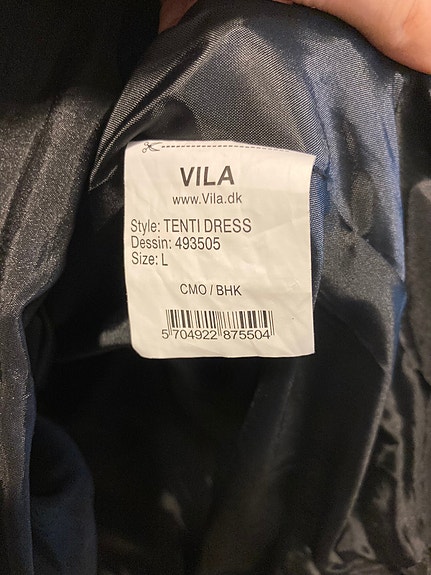 VILA
www.Vila.dk
Style: TENTI DRESS
Dessin: 493505
Size: L
CMO / BHK
5 704922 875504